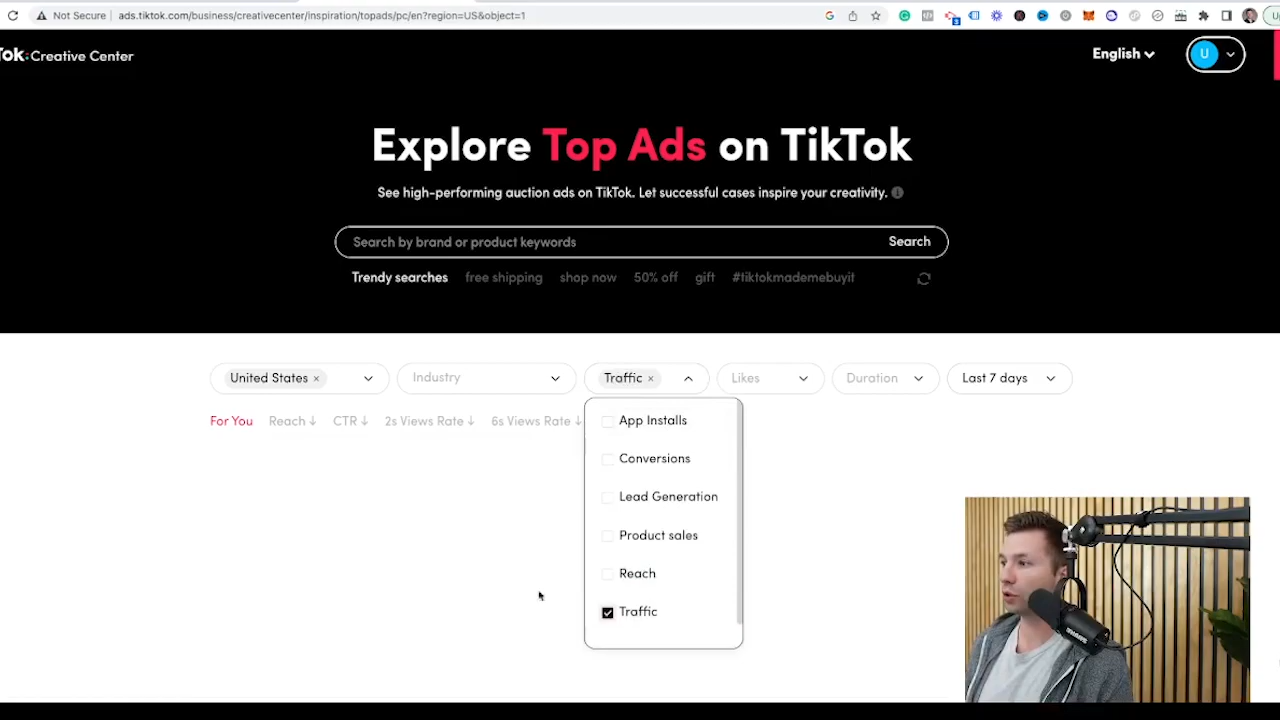 Not Secure | ads.tiktok.com/business/creativecenter/inspiration/topads/pc/en?region=US&object=1
Tok: Creative Center
English
U
Explore Top Ads on TikTok
See high-performing auction ads on TikTok. Let successful cases inspire your creativity.
Search by brand or product keywords
Search
Trendy searches free shipping shop now 50% off gift #tiktokmademebuyit
United States × Industry Traffic × Likes Duration Last 7 days
For You Reach ↓ CTR ↓ 2s Views Rate ↓ 6s Views Rate ↓
App Installs
Conversions
Lead Generation
Product sales
Reach
Traffic